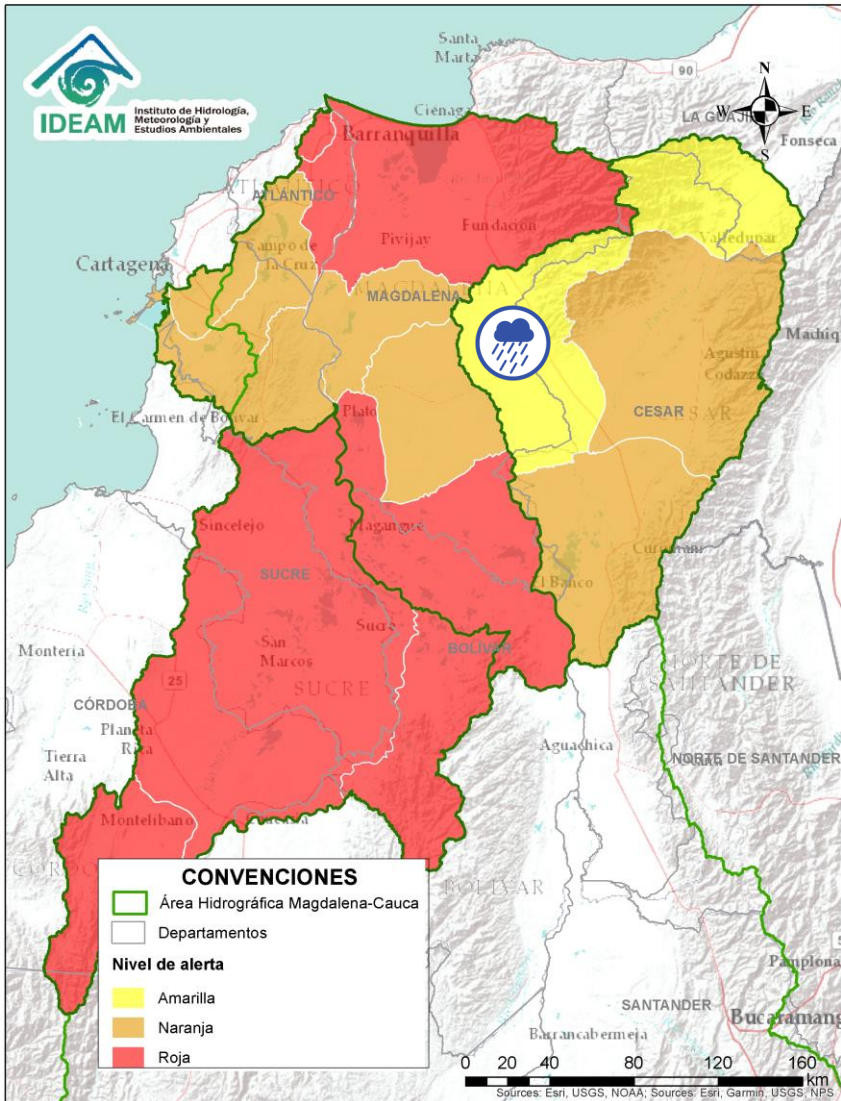 IDEAM
Instituto de Hidrología,
Meteorología y
Estudios Ambientales
Santa
Marta
90
N
W
E
S
LA GUAJI
Fonseca
Ciénaga
Barranquilla
ATLÁNTICO
Fundación
Pivijay
Valledupar
Campo de
la Cruz
Cartagena
MAGDALENA
Machiq
Agustín
Codazzi
CESAR
El Carmen de Bolívar
Plato
Sincelejo
Magangué
Curumaní
El Banco
SUCRE
Sucre
San
Marcos
SUCRE
BOLÍVAR
Montería
25
CÓRDOBA
Planeta
Rica
Tierra
Alta
NORTE DE
SANTANDER
Aguachica
NORTE DE SANTANDER
Montelíbano
Caucasia
BOLÍVAR
CONVENCIONES
Área Hidrográfica Magdalena-Cauca
Departamentos
Nivel de alerta
Amarilla
Naranja
Roja
Pamplona
SANTANDER
Bucaramang
Barrancabermeja
0 20 40 80 120 160
km
Sources: Esri, USGS, NOAA; Sources: Esri, Garmin, USGS, NPS